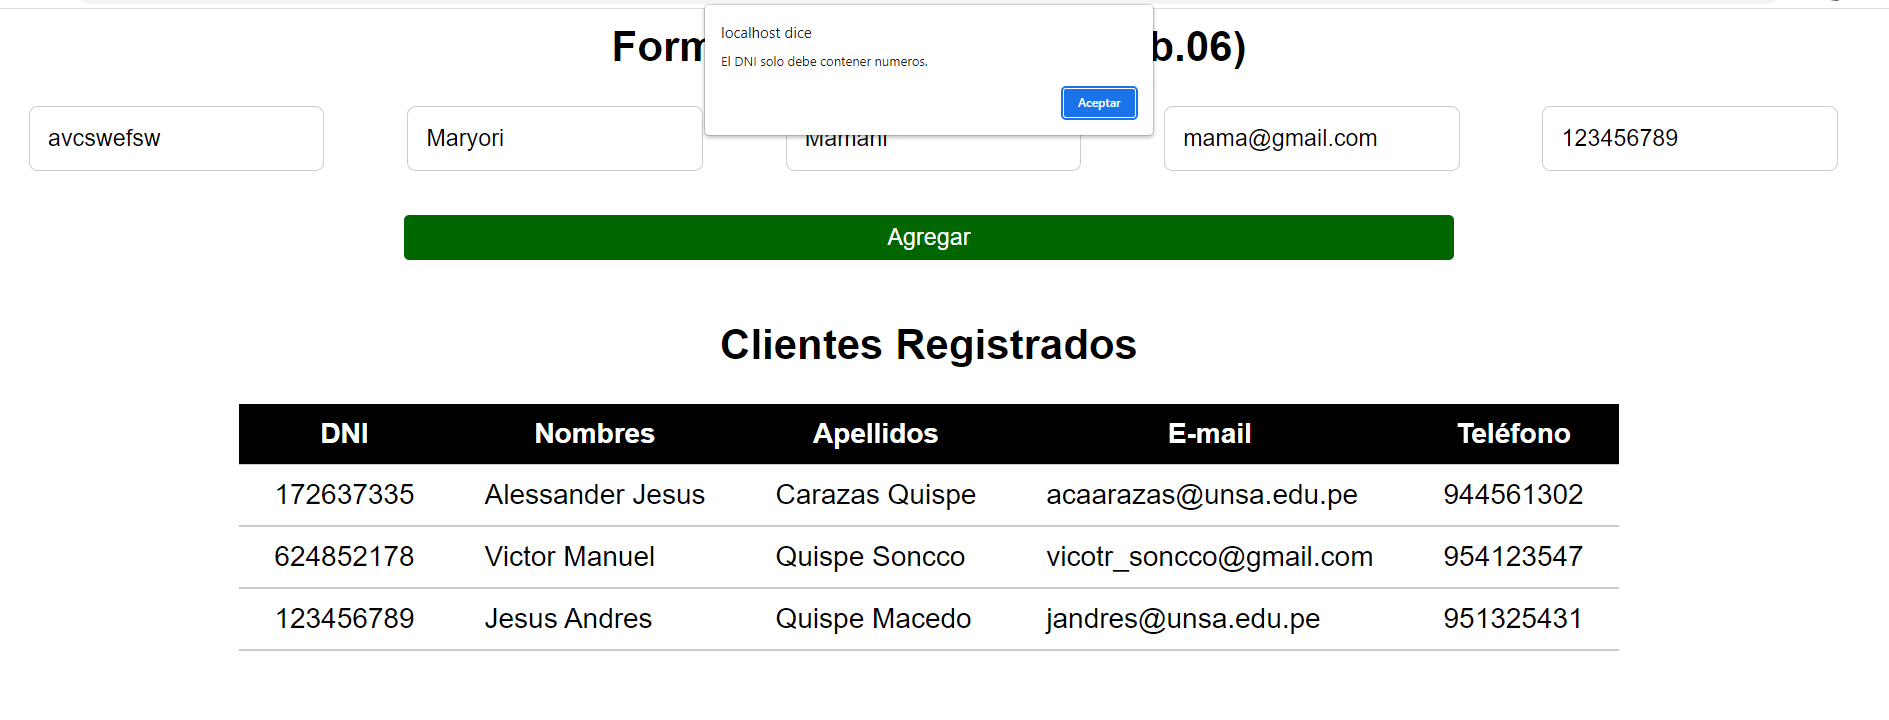 localhost dice
El DNI solo debe contener numeros.
Aceptar
Form b.06)
avcswefsw Maryori Mamani mama@gmail.com 123456789
Agregar
Clientes Registrados
DNI Nombres Apellidos E-mail Teléfono
172637335 Alessander Jesus Carazas Quispe acaarazas@unsa.edu.pe 944561302
624852178 Victor Manuel Quispe Soncco vicotr_soncco@gmail.com 954123547
123456789 Jesus Andres Quispe Macedo jandres@unsa.edu.pe 951325431